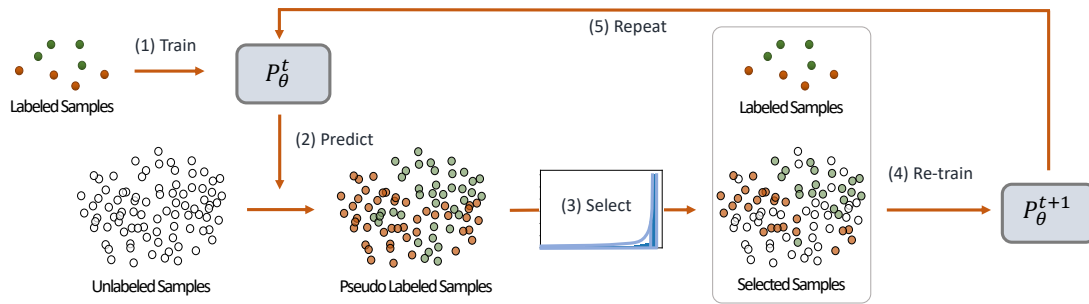 (1) Train
(5) Repeat
P_θ^t
Labeled Samples
Labeled Samples
(2) Predict
(3) Select
(4) Re-train
P_θ^{t+1}
Unlabeled Samples
Pseudo Labeled Samples
Selected Samples